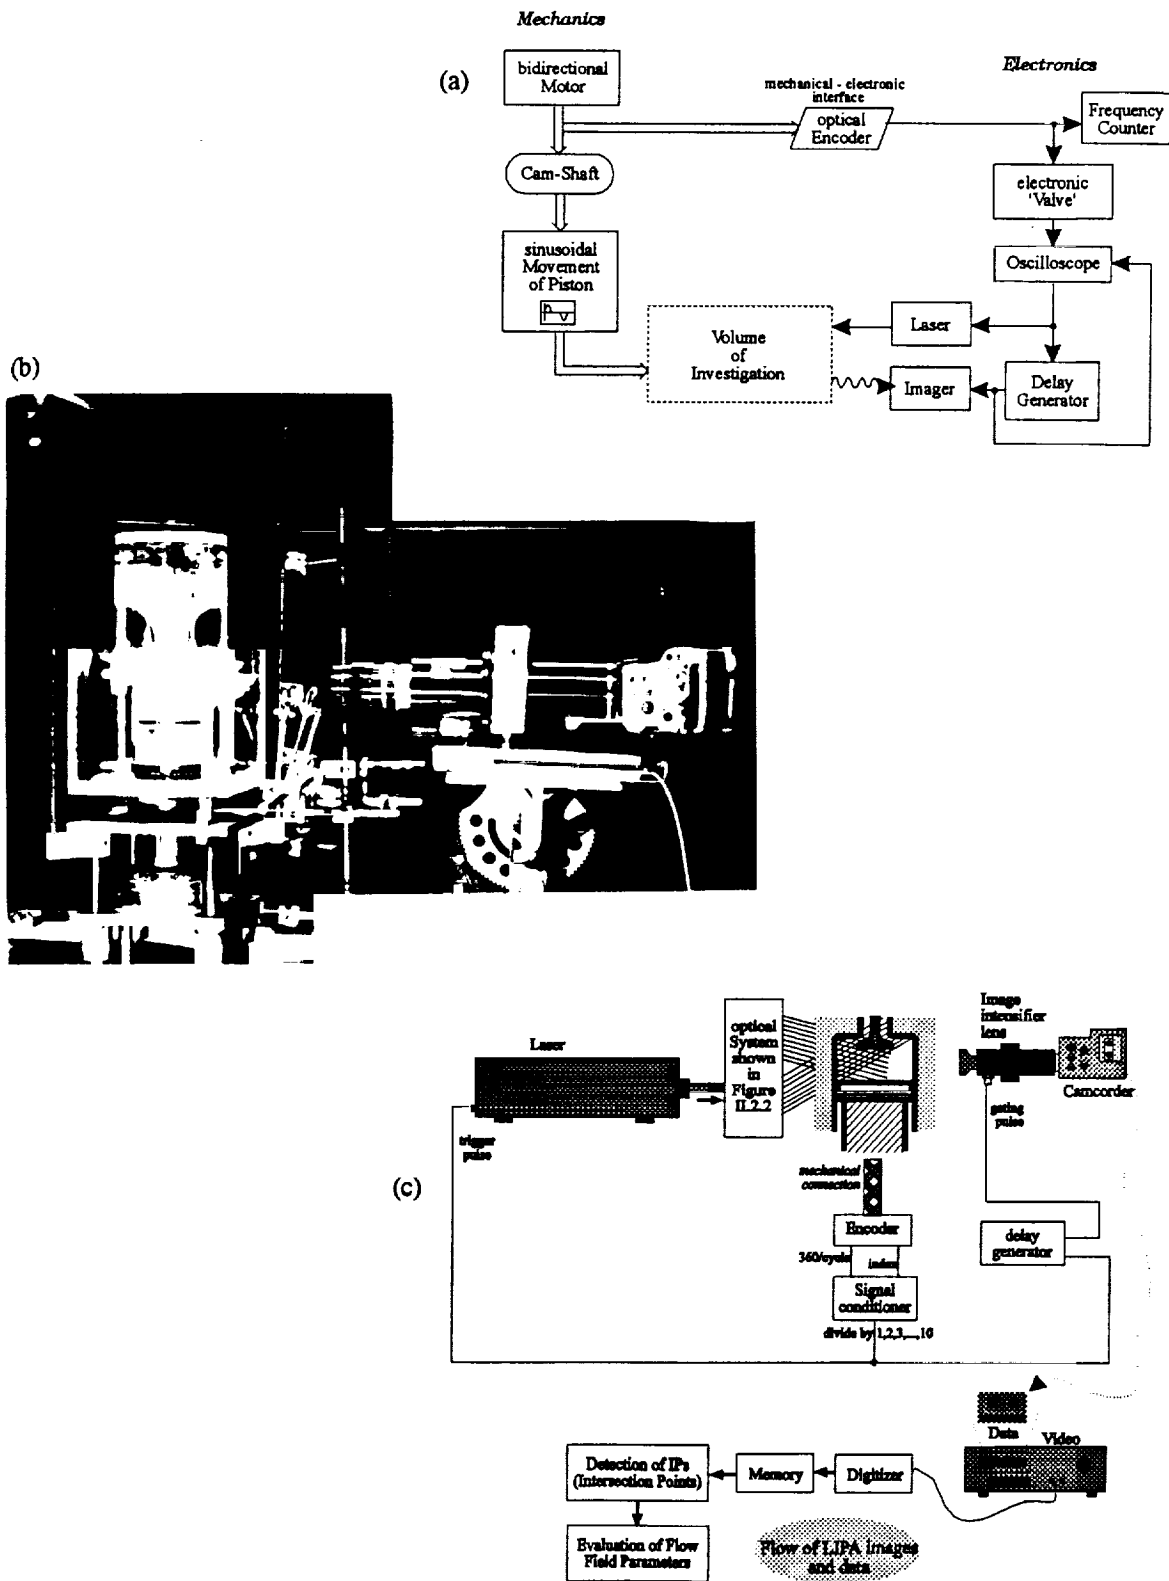 Mechanics
(a)
bidirectional
Motor
Electronics
mechanical - electronic
interface
optical
Encoder
Frequency
Counter
Cam-Shaft
electronic
'Valve'
sinusoidal
Movement
of Piston
Oscilloscope
Laser
Volume
of
Investigation
Imager
Delay
Generator
(b)
Image
intensifier
lens
optical
System
shown
in
Figure
II.2.2
Laser
Camcorder
trigger
pulse
gating
pulse
(c)
mechanical
connection
Encoder
360/cycle
index
delay
generator
Signal
conditioner
divide by 1,2,3,...,10
Data
Video
Detection of IPs
(Intersection Points)
Memory
Digitizer
Evaluation of Flow
Field Parameters
Flow of LIPA images
and data